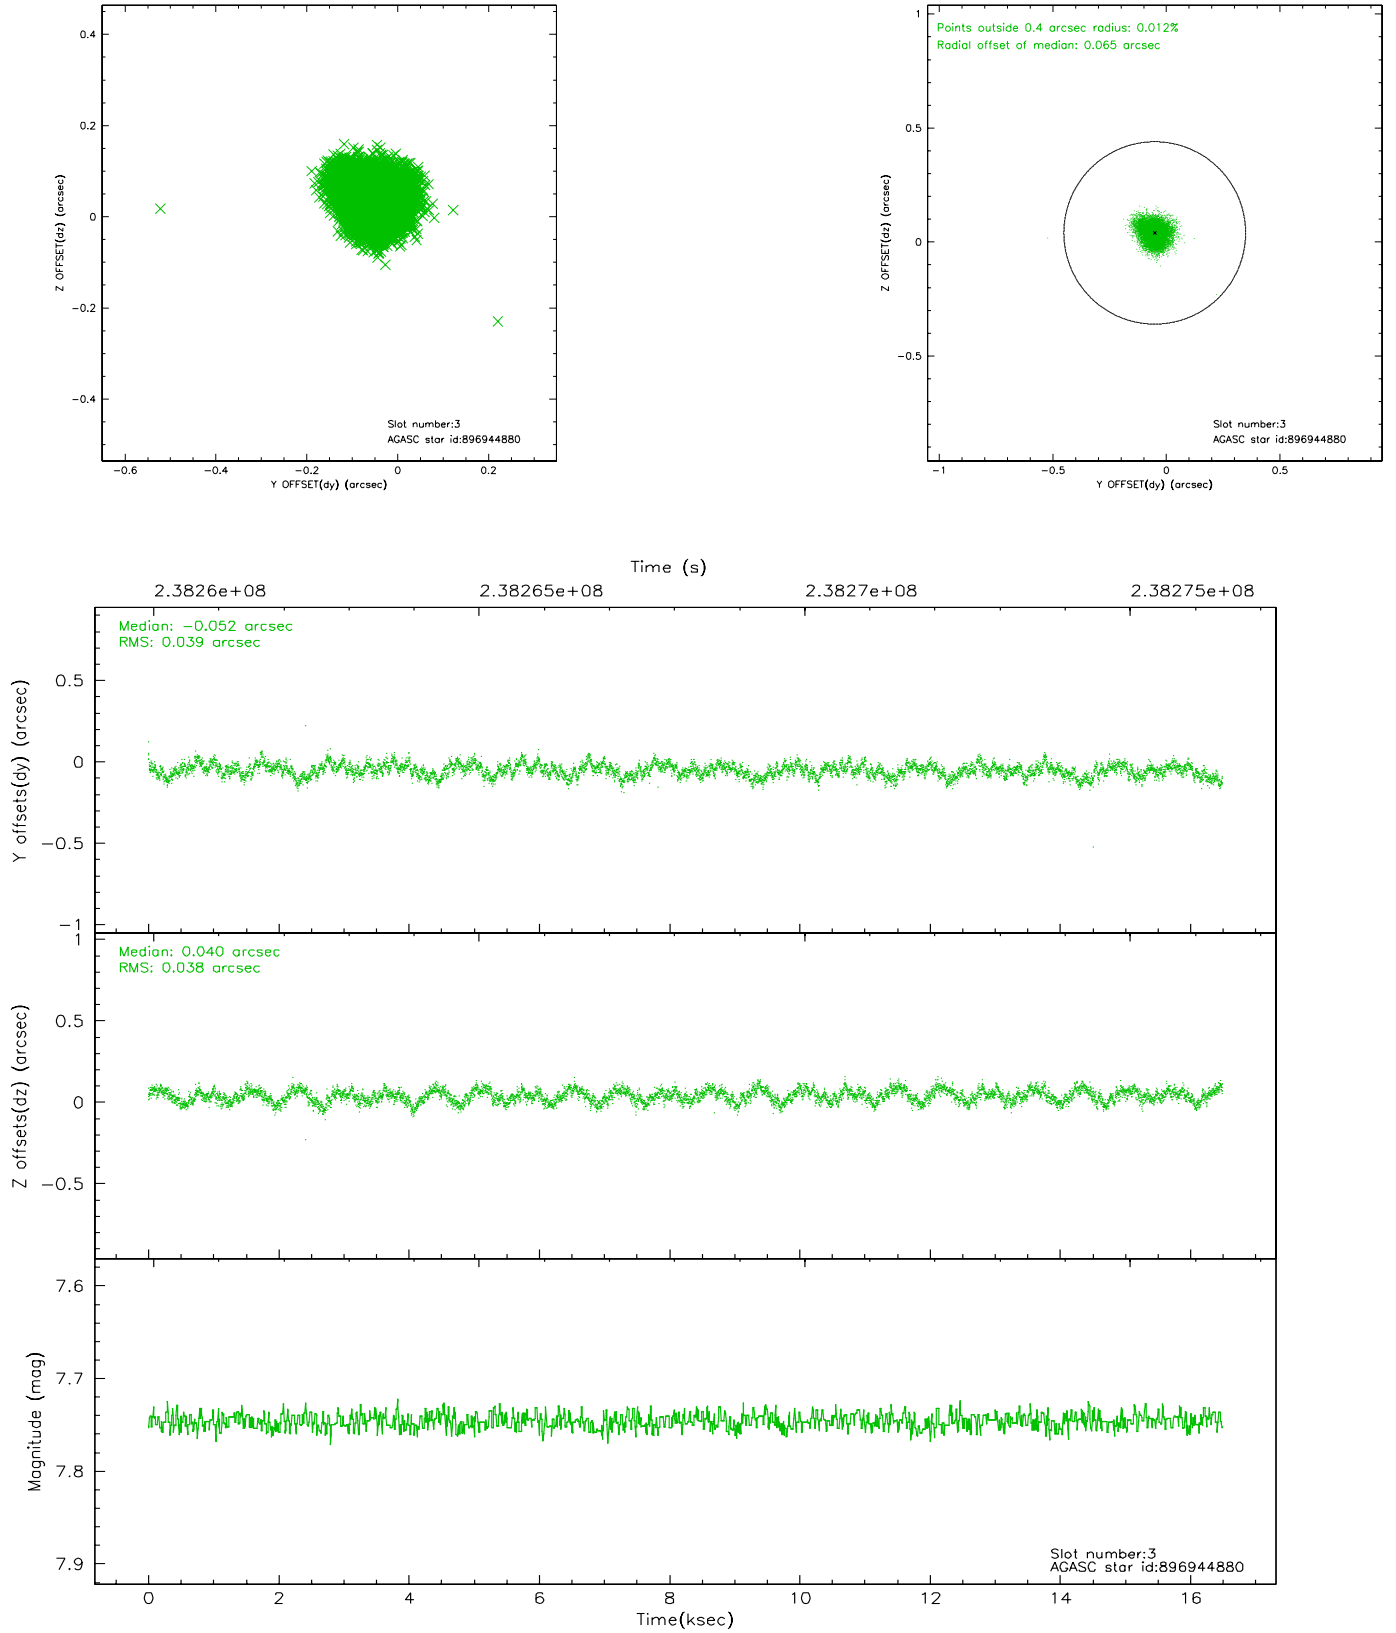 0.4
0.2
0
−0.2
−0.4
Z OFFSET(dz) (arcsec)
Slot number:3
AGASC star id:896944880
−0.6
−0.4
−0.2
0
0.2
Y OFFSET(dy) (arcsec)
Points outside 0.4 arcsec radius: 0.012%
Radial offset of median: 0.065 arcsec
1
0.5
0
−0.5
Z OFFSET(dz) (arcsec)
Slot number:3
AGASC star id:896944880
−1
−0.5
0
0.5
Y OFFSET(dy) (arcsec)
Time (s)
2.3826e+08
2.38265e+08
2.3827e+08
2.38275e+08
Median: −0.052 arcsec
RMS: 0.039 arcsec
0.5
0
−0.5
−1
Y offsets(dy) (arcsec)
Median: 0.040 arcsec
RMS: 0.038 arcsec
1
0.5
0
−0.5
Z offsets(dz) (arcsec)
7.6
7.7
7.8
7.9
Magnitude (mag)
Slot number:3
AGASC star id:896944880
0
2
4
6
8
10
12
14
16
Time(ksec)